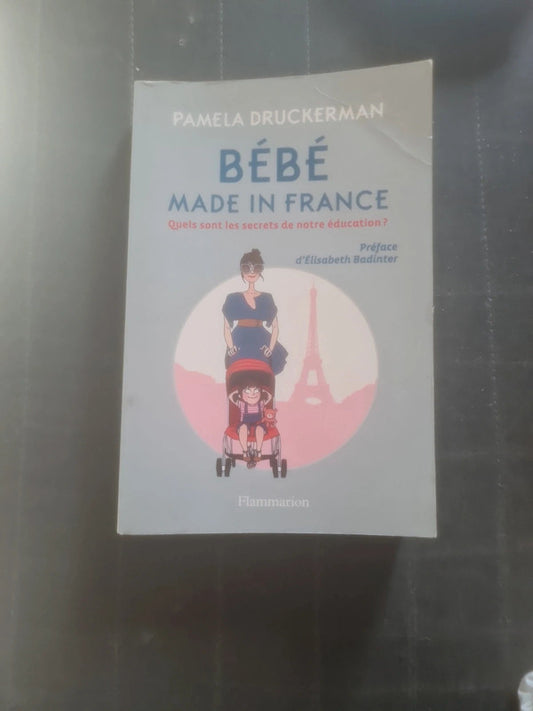 PAMELA DRUCKERMAN
BÉBÉ
MADE IN FRANCE
Quels sont les secrets de notre éducation ?
Préface
d'Élisabeth Badinter
Flammarion